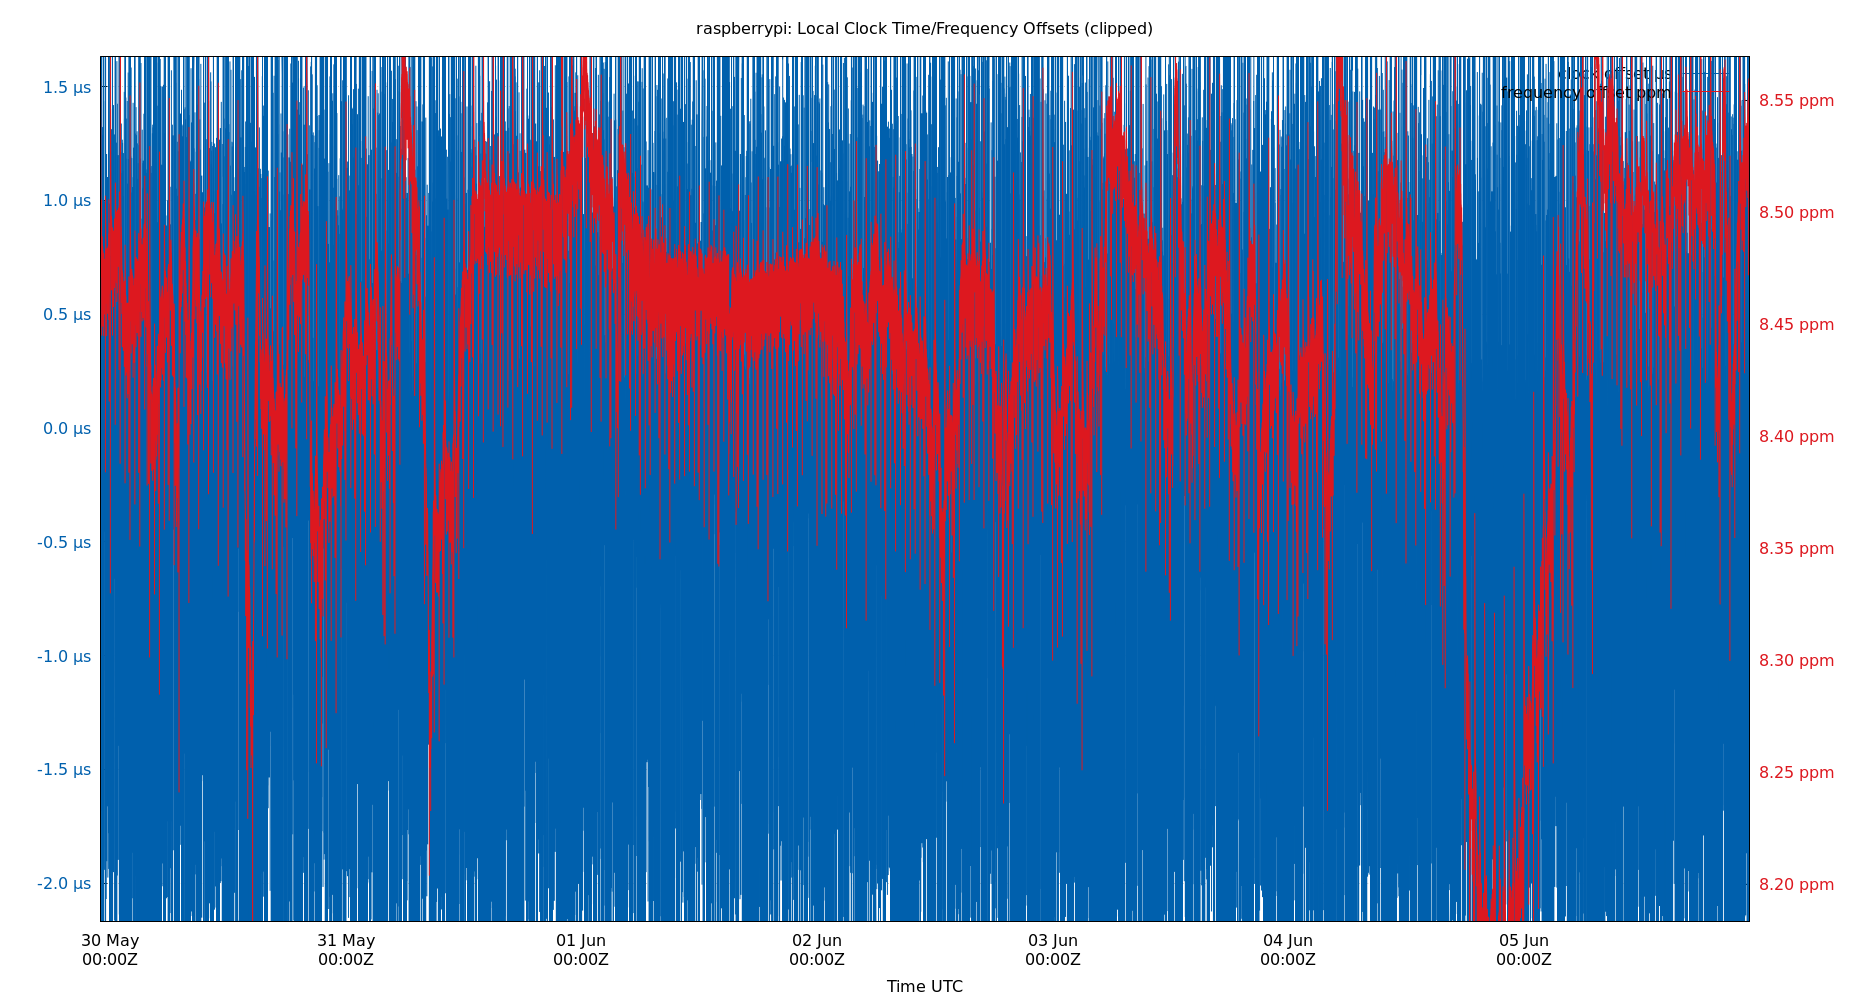 raspberrypi: Local Clock Time/Frequency Offsets (clipped)
clock offset µs
frequency offset ppm
1.5 µs
1.0 µs
0.5 µs
0.0 µs
-0.5 µs
-1.0 µs
-1.5 µs
-2.0 µs
8.55 ppm
8.50 ppm
8.45 ppm
8.40 ppm
8.35 ppm
8.30 ppm
8.25 ppm
8.20 ppm
30 May 31 May 01 Jun 02 Jun 03 Jun 04 Jun 05 Jun
00:00Z 00:00Z 00:00Z 00:00Z 00:00Z 00:00Z 00:00Z
Time UTC